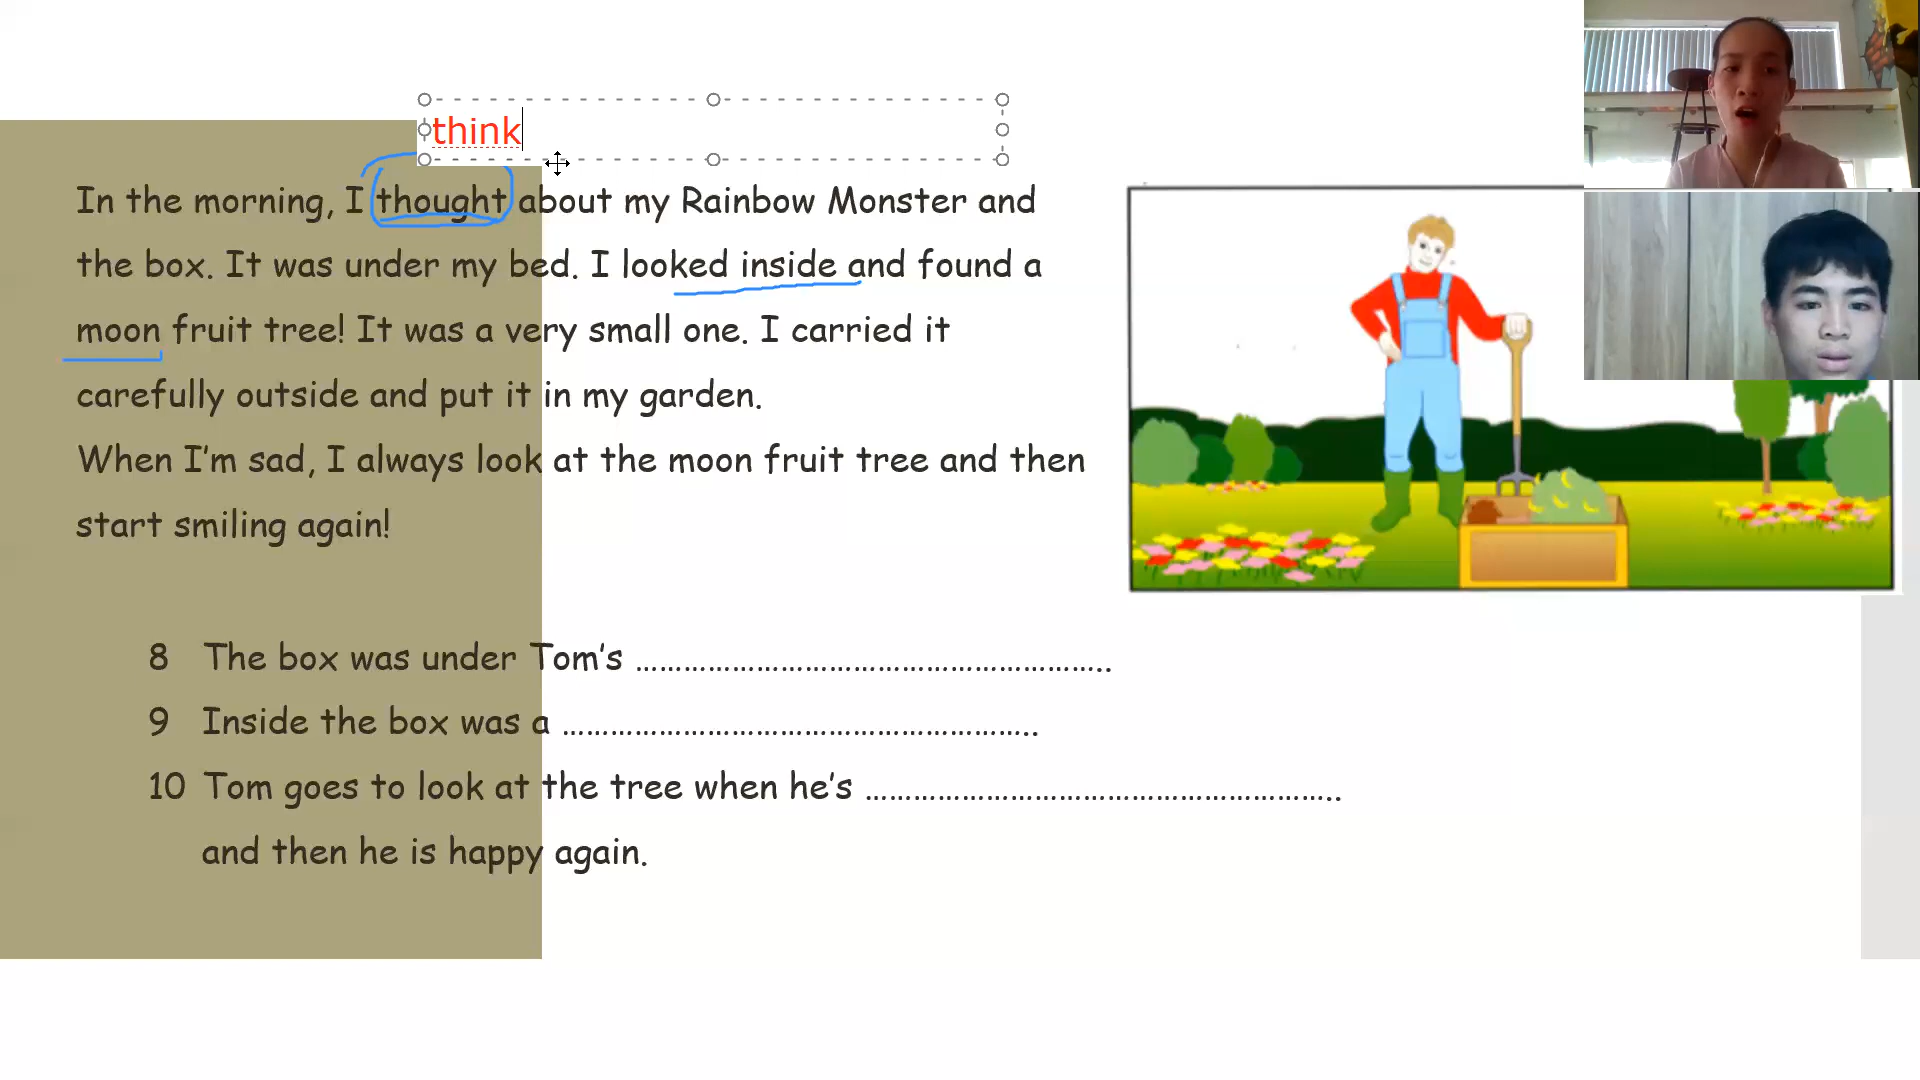 think
In the morning, I thought about my Rainbow Monster and
the box. It was under my bed. I looked inside and found a
moon fruit tree! It was a very small one. I carried it
carefully outside and put it in my garden.
When I’m sad, I always look at the moon fruit tree and then
start smiling again!
8 The box was under Tom’s ………………………………………………..
9 Inside the box was a ………………………………………………..
10 Tom goes to look at the tree when he’s ………………………………………………..
and then he is happy again.